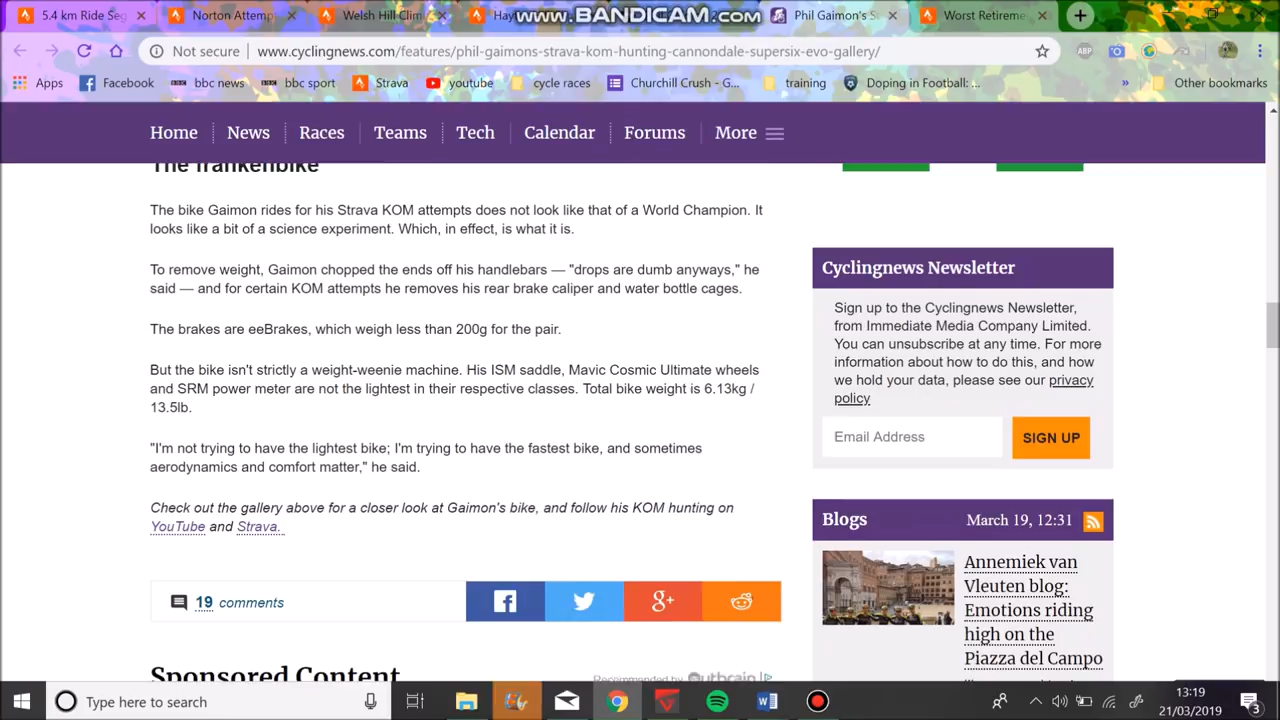 5.4 km Ride Seg
Norton Attemp
Welsh Hill Clim
Hay
www.BANDICAM.com
Phil Gaimon's S
Worst Retireme
Not secure
www.cyclingnews.com/features/phil-gaimons-strava-kom-hunting-cannondale-supersix-evo-gallery/
ABP
Apps
Facebook
bbc news
bbc sport
Strava
youtube
cycle races
Churchill Crush - G...
training
Doping in Football: ...
»
Other bookmarks
Home
News
Races
Teams
Tech
Calendar
Forums
More
The frankenbike
The bike Gaimon rides for his Strava KOM attempts does not look like that of a World Champion. It
looks like a bit of a science experiment. Which, in effect, is what it is.
To remove weight, Gaimon chopped the ends off his handlebars — "drops are dumb anyways," he
said — and for certain KOM attempts he removes his rear brake caliper and water bottle cages.
The brakes are eeBrakes, which weigh less than 200g for the pair.
But the bike isn't strictly a weight-weenie machine. His ISM saddle, Mavic Cosmic Ultimate wheels
and SRM power meter are not the lightest in their respective classes. Total bike weight is 6.13kg /
13.5lb.
"I'm not trying to have the lightest bike; I'm trying to have the fastest bike, and sometimes
aerodynamics and comfort matter," he said.
Check out the gallery above for a closer look at Gaimon's bike, and follow his KOM hunting on
YouTube and Strava.
19 comments
Sponsored Content
Recommended by Outbrain
Cyclingnews Newsletter
Sign up to the Cyclingnews Newsletter,
from Immediate Media Company Limited.
You can unsubscribe at any time. For more
information about how to do this, and how
we hold your data, please see our privacy
policy
Email Address
SIGN UP
Blogs
March 19, 12:31
Annemiek van
Vleuten blog:
Emotions riding
high on the
Piazza del Campo
Type here to search
13:19
21/03/2019
3